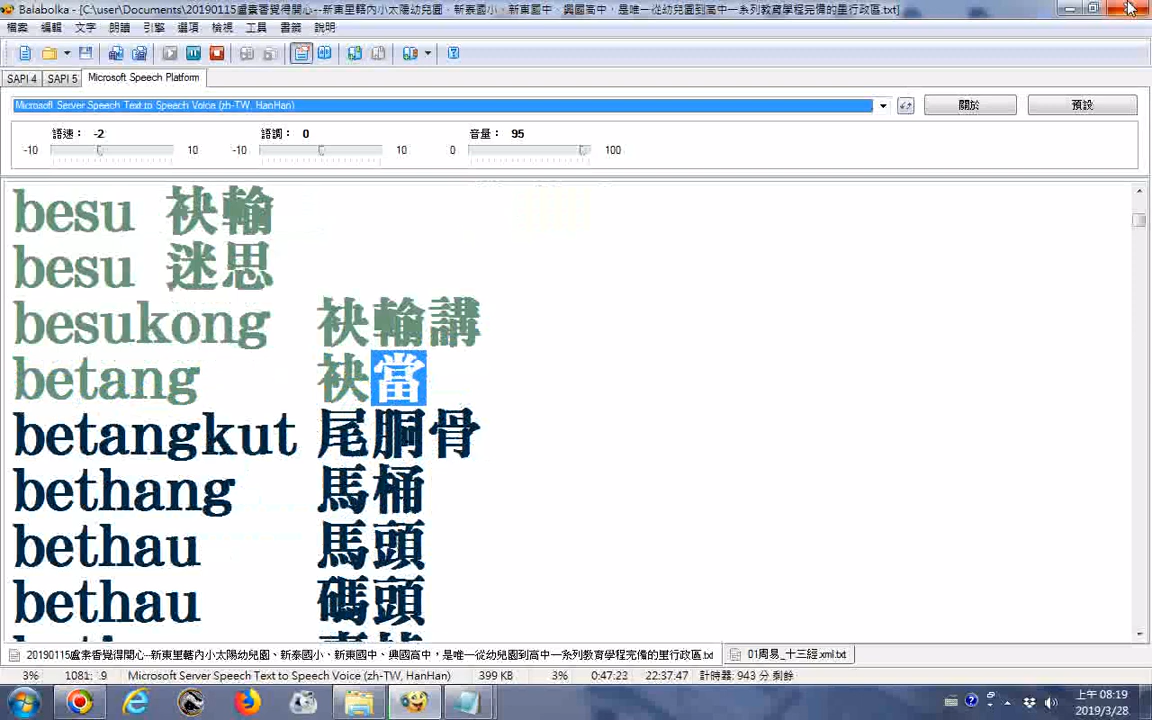 Balabolka - [C:\user\Documents\20190115盧素香覺得開心--新東里轄內小太陽幼兒園、新泰國小、新東國中、興國高中，是唯一從幼兒園到高中一系列教育學程完備的里行政區.txt]
檔案 編輯 文字 朗讀 引擎 選項 檢視 工具 書籤 說明
SAPI 4 SAPI 5 Microsoft Speech Platform
Microsoft Server Speech Text to Speech Voice (zh-TW, HanHan) 關於 預設
語速： -2 語調： 0 音量： 95
-10 10 -10 10 0 100
besu 袂輸
besu 迷思
besukong 袂輸講
betang 袂當
betangkut 尾胴骨
bethang 馬桶
bethau 馬頭
bethau 碼頭
20190115盧素香覺得開心--新東里轄內小太陽幼兒園、新泰國小、新東國中、興國高中，是唯一從幼兒園到高中一系列教育學程完備的里行政區.txt 01周易_十三經.xml.txt
3% 1081: .9 Microsoft Server Speech Text to Speech Voice (zh-TW, HanHan) 399 KB 3% 0:47:23 22:37:47 計時器: 943 分 剩餘
上午 08:19
2019/3/28